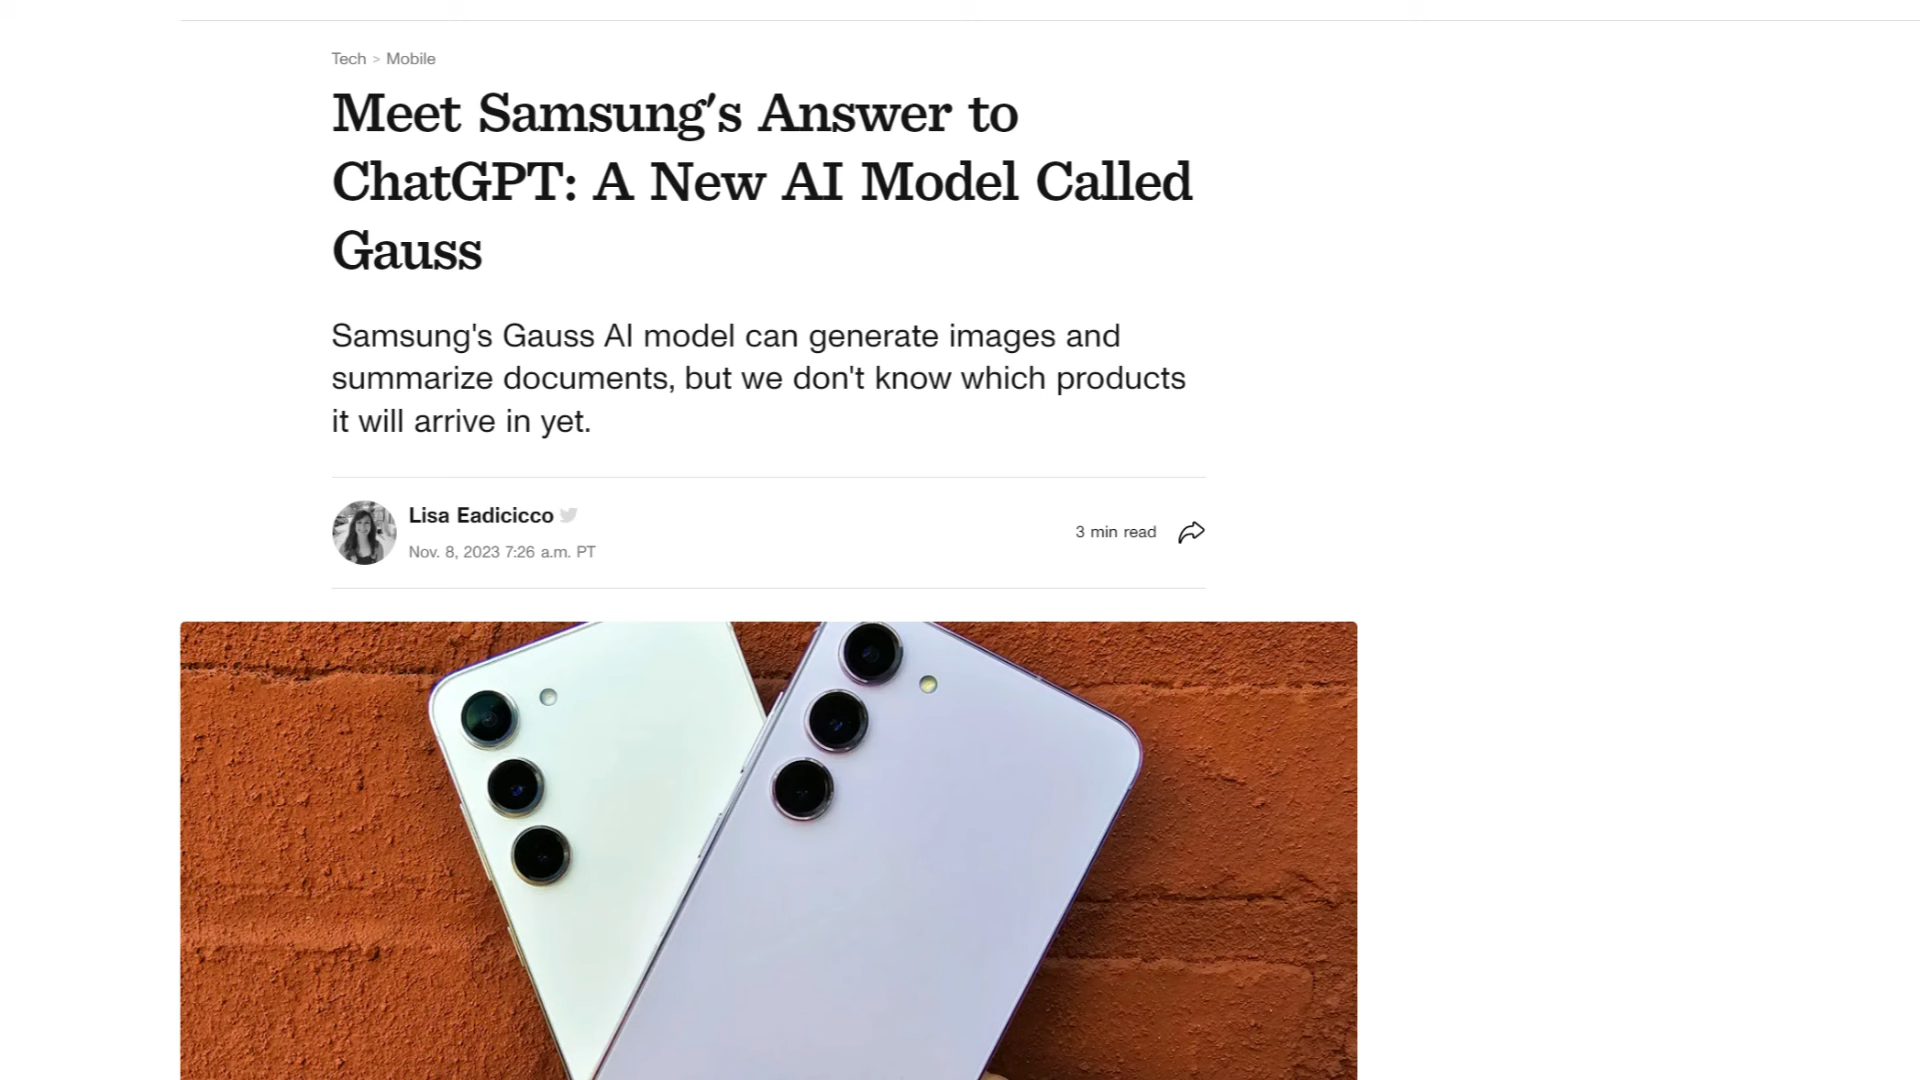 Tech > Mobile
Meet Samsung's Answer to
ChatGPT: A New AI Model Called
Gauss
Samsung's Gauss AI model can generate images and
summarize documents, but we don't know which products
it will arrive in yet.
Lisa Eadicicco
Nov. 8, 2023 7:26 a.m. PT
3 min read